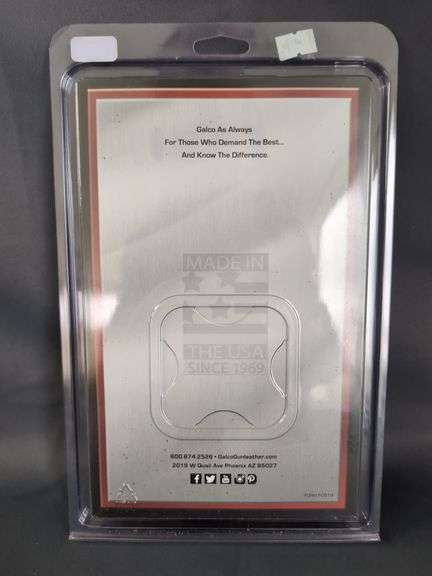 Galco As Always
For Those Who Demand The Best...
And Know The Difference.
MADE IN
THE USA
SINCE 1969
800.874.2526 • GalcoGunleather.com
2019 W Quail Ave Phoenix AZ 85027